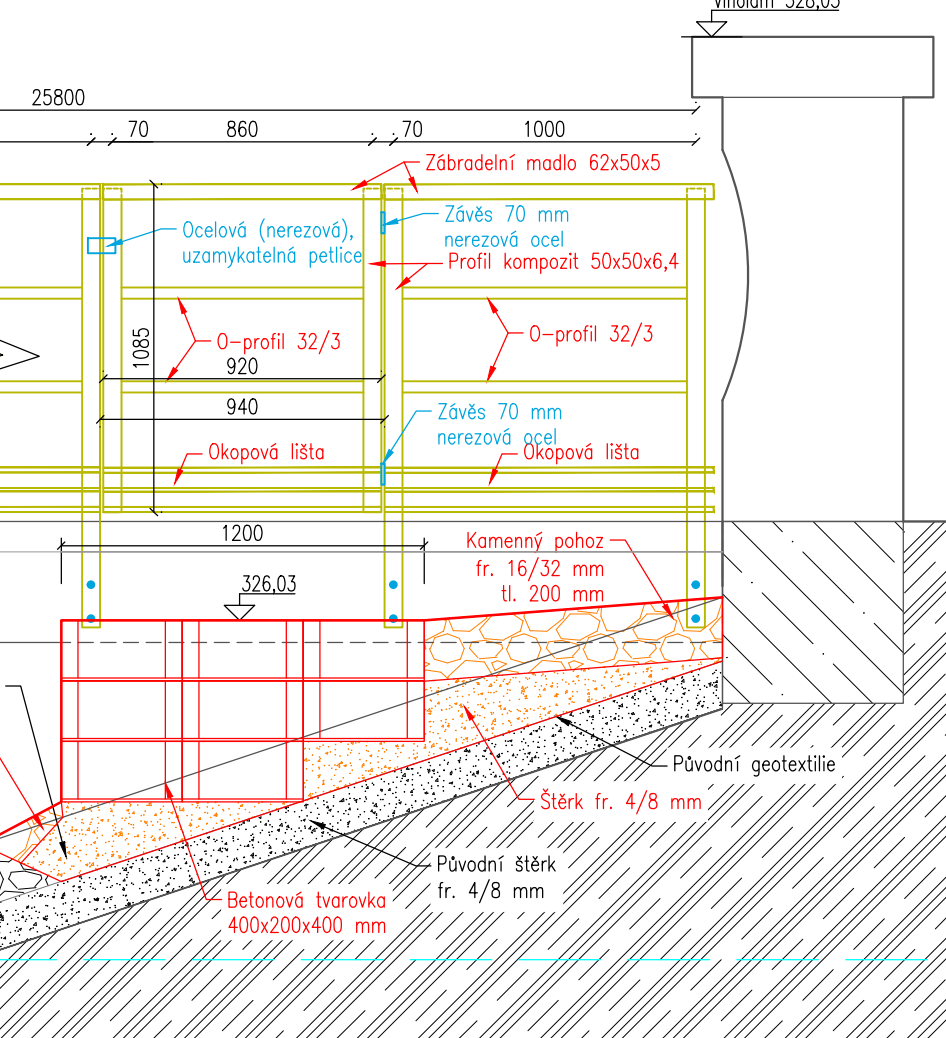 Vlnolam 328,03
25800
70 860 70 1000
Zábradelní madlo 62x50x5
Ocelová (nerezová),
uzamykatelná petlice
Závěs 70 mm
nerezová ocel
Profil kompozit 50x50x6,4
1085
O-profil 32/3
O-profil 32/3
920
940
Závěs 70 mm
nerezová ocel
Okopová lišta
Okopová lišta
1200
Kamenný pohoz
fr. 16/32 mm
tl. 200 mm
326,03
Původní geotextilie
Štěrk fr. 4/8 mm
Původní štěrk
fr. 4/8 mm
Betonová tvarovka
400x200x400 mm